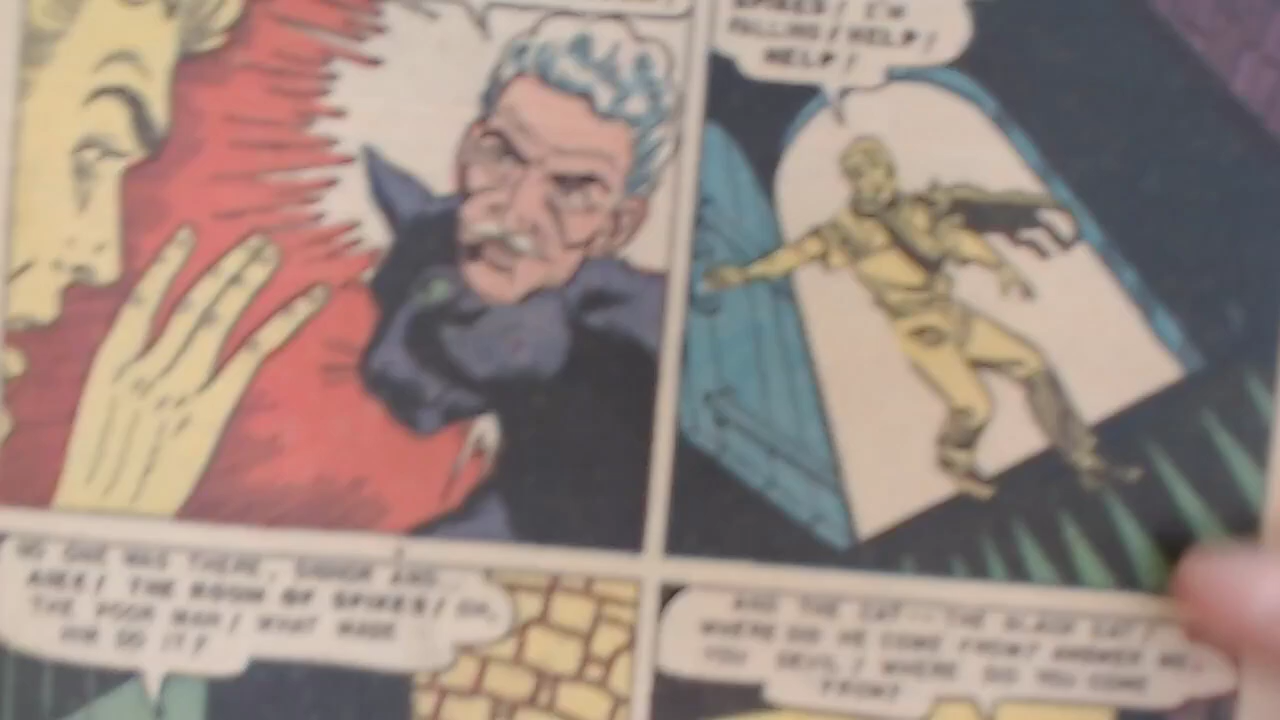 SPIKES! I'M
FALLING! HELP!
HELP!
NO ONE WAS THERE, SIGNOR AND...
AIEE! THE ROOM OF SPIKES! OH,
THE POOR MAN! WHAT MADE
HIM DO IT?
AND THE CAT -- THE BLACK CAT!
WHERE DID HE COME FROM? ANSWER ME,
YOU DEVIL! WHERE DID YOU COME
FROM?